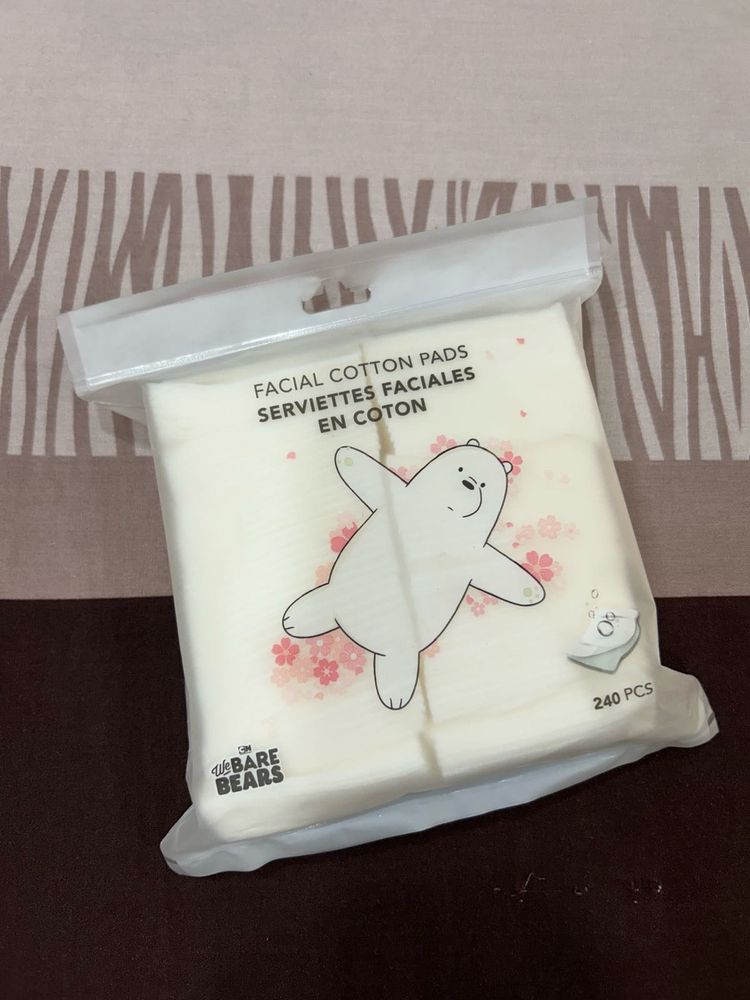 FACIAL COTTON PADS
SERVIETTES FACIALES
EN COTON
240 PCS
CN
We BARE
BEARS